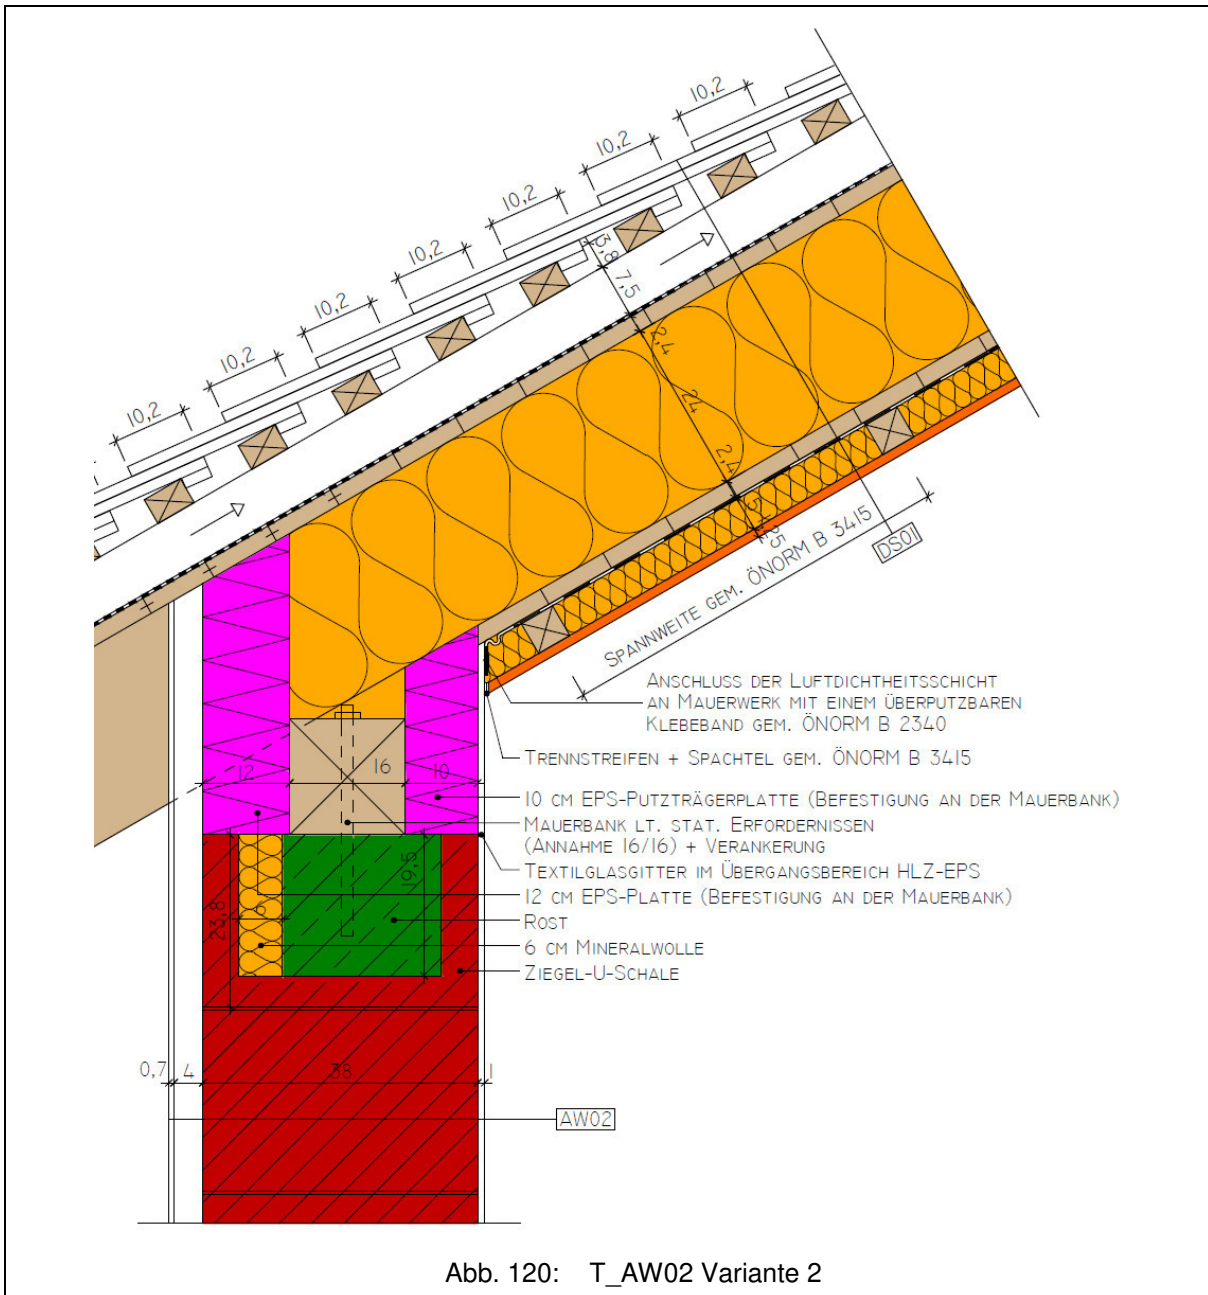 10,2
10,2
10,2
10,2
10,2
10,2
10,2
3,8
7,5
2,4
24
2,4
5
1,25
DS01
SPANNWEITE GEM. ÖNORM B 3415
ANSCHLUSS DER LUFTDICHTHEITSSCHICHT
AN MAUERWERK MIT EINEM ÜBERPUTZBAREN
KLEBEBAND GEM. ÖNORM B 2340
TRENNSTREIFEN + SPACHTEL GEM. ÖNORM B 3415
12
16
10
10 CM EPS-PUTZTRÄGERPLATTE (BEFESTIGUNG AN DER MAUERBANK)
MAUERBANK LT. STAT. ERFORDERNISSEN
(ANNAHME 16/16) + VERANKERUNG
TEXTILGLASGITTER IM ÜBERGANGSBEREICH HLZ-EPS
12 CM EPS-PLATTE (BEFESTIGUNG AN DER MAUERBANK)
ROST
6 CM MINERALWOLLE
ZIEGEL-U-SCHALE
23,8
6
19,5
0,7
4
38
1
AW02
Abb. 120: T_AW02 Variante 2